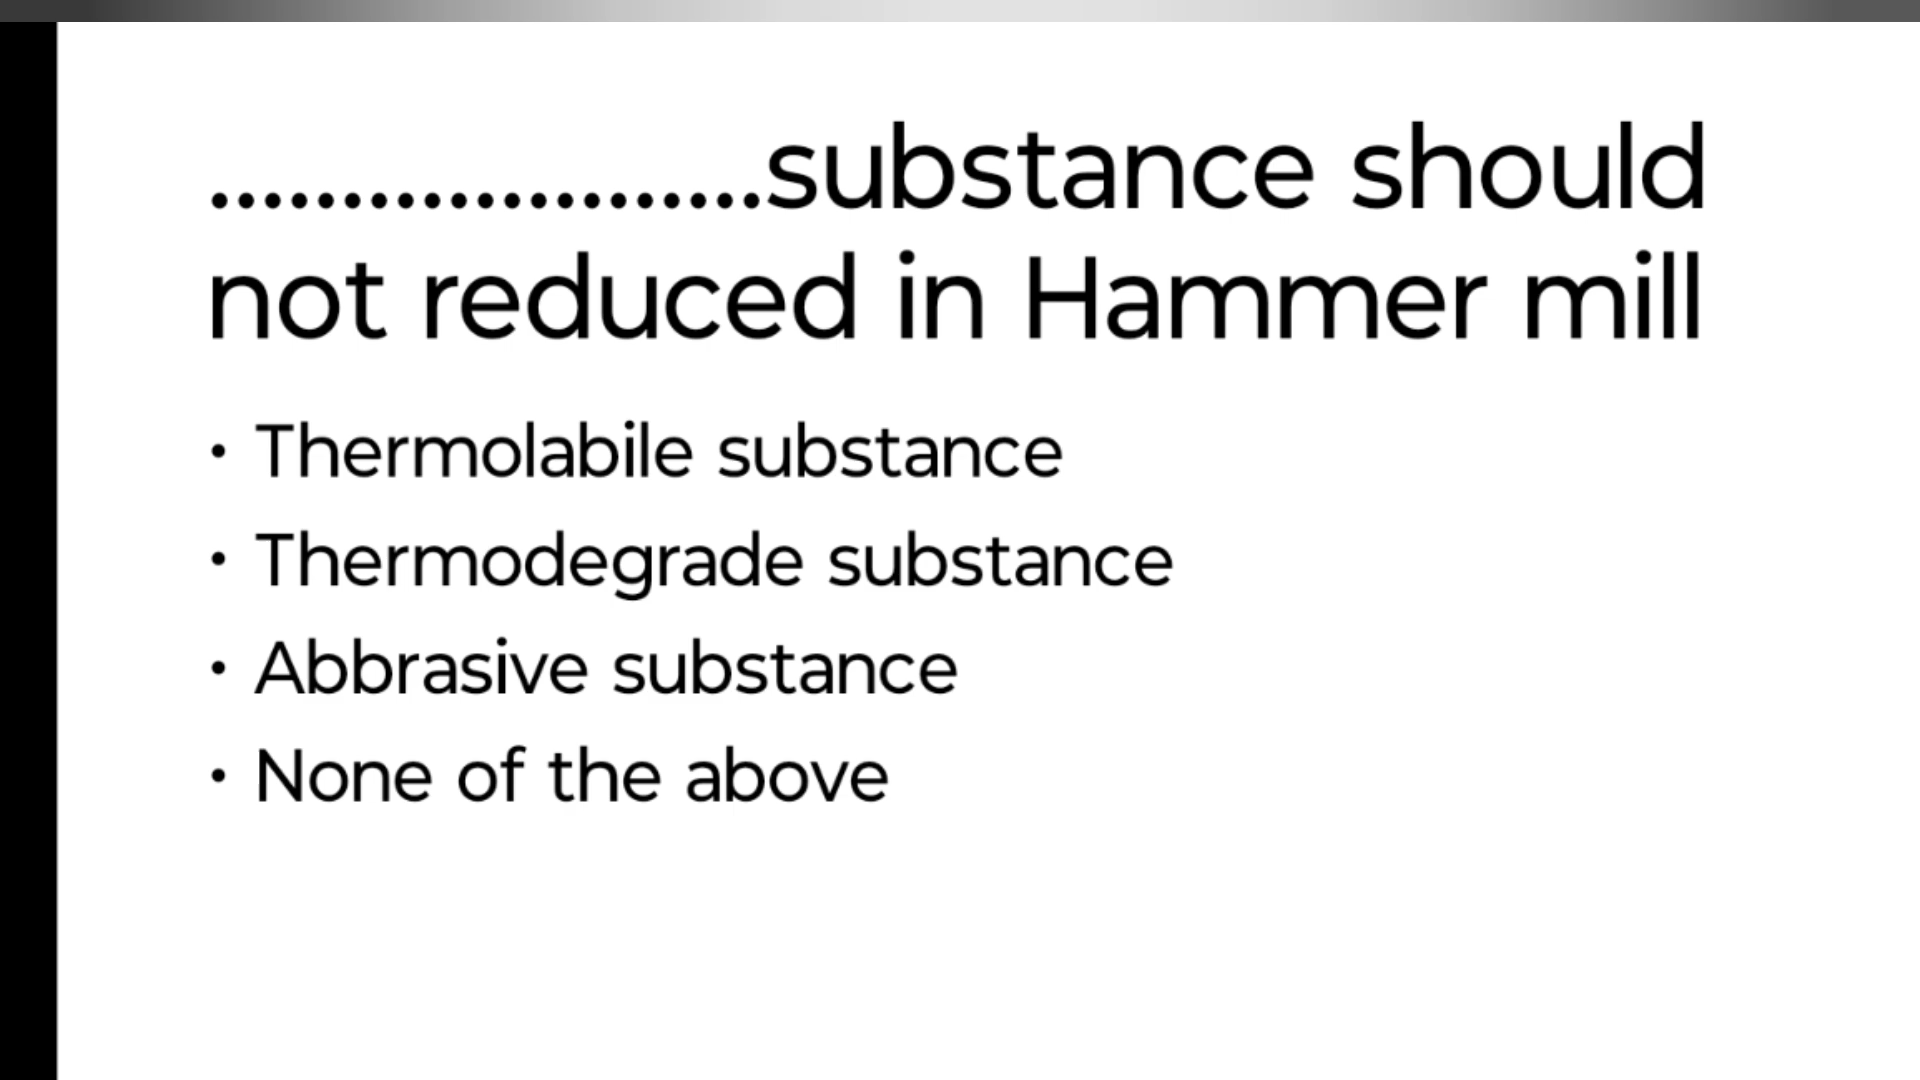 .....................substance should
not reduced in Hammer mill
• Thermolabile substance
• Thermodegrade substance
• Abbrasive substance
• None of the above